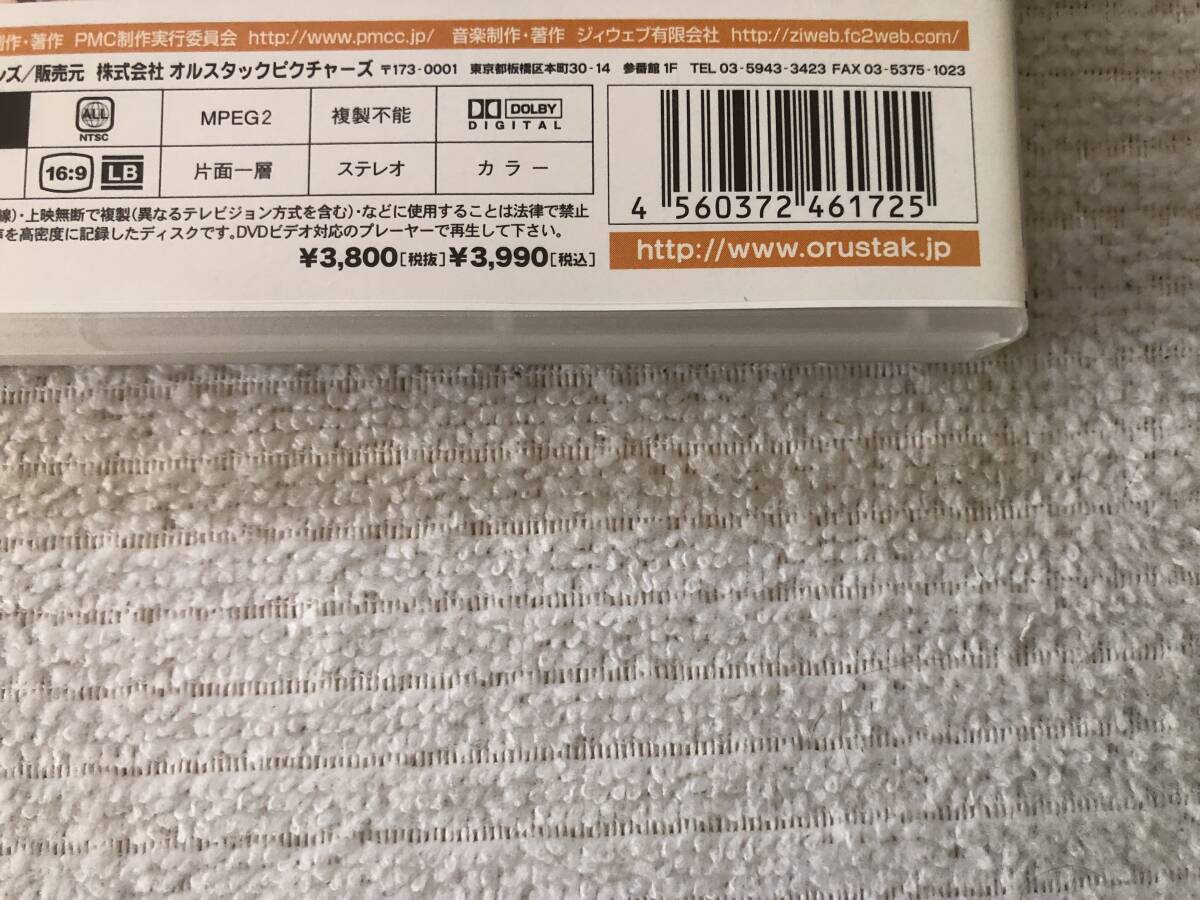 制作・著作 PMC制作実行委員会 http://www.pmcc.jp/ 音楽制作・著作 ジィウェブ有限会社 http://ziweb.fc2web.com/
ンズ/販売元 株式会社 オルスタックピクチャーズ 〒173-0001 東京都板橋区本町30-14 参番館1F TEL 03-5943-3423 FAX 03-5375-1023
ALL NTSC MPEG2 複製不能 DOLBY DIGITAL
16:9 LB 片面一層 ステレオ カラー
線)・上映無断で複製(異なるテレビジョン方式を含む)・などに使用することは法律で禁止
声を高密度に記録したディスクです。DVDビデオ対応のプレーヤーで再生して下さい。
¥3,800[税抜]¥3,990[税込]
4 560372 461725
http://www.orustak.jp